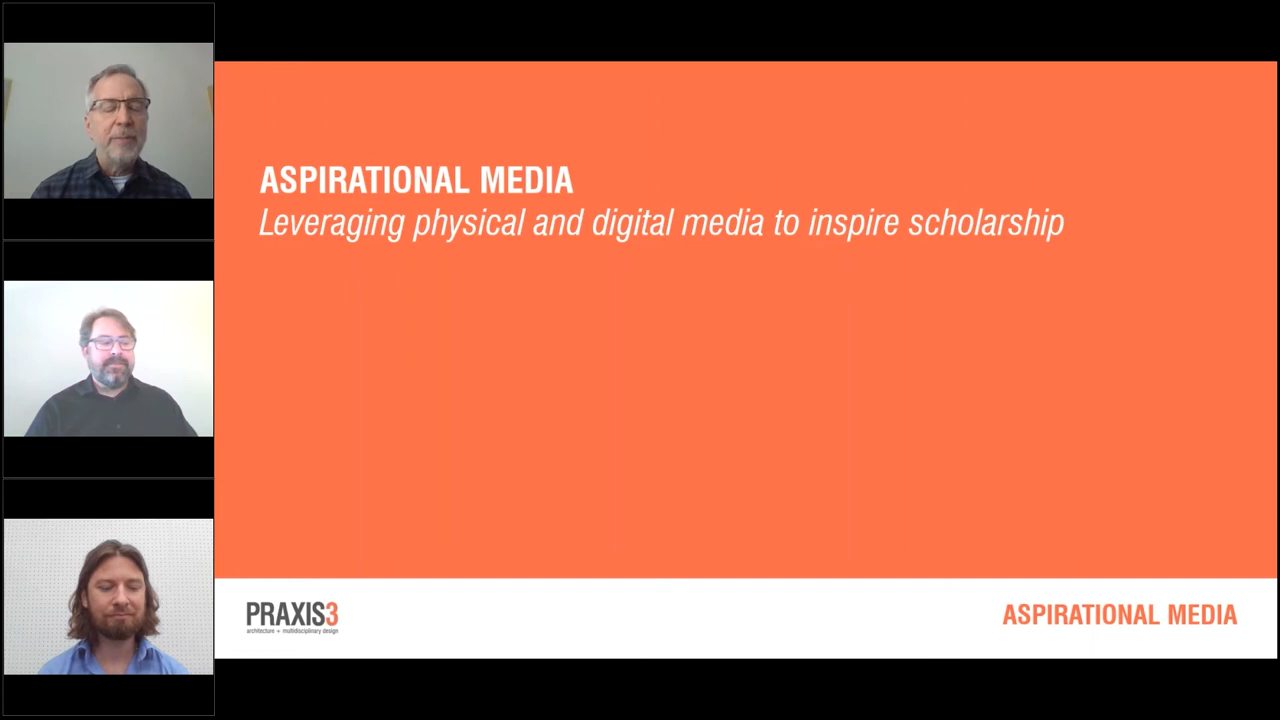 ASPIRATIONAL MEDIA
Leveraging physical and digital media to inspire scholarship
PRAXIS3
architecture + multidisciplinary design
ASPIRATIONAL MEDIA